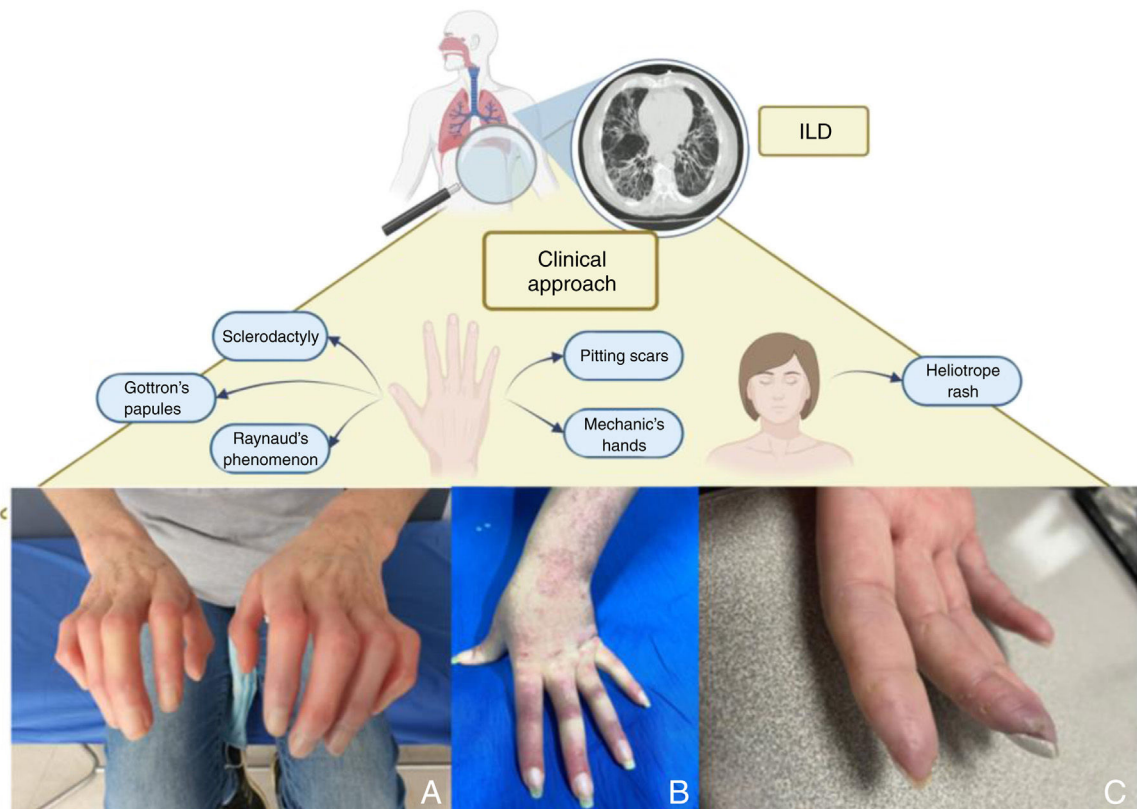 ILD
Clinical
approach
Sclerodactyly
Gottron's
papules
Raynaud's
phenomenon
Pitting scars
Mechanic's
hands
Heliotrope
rash
A
B
C